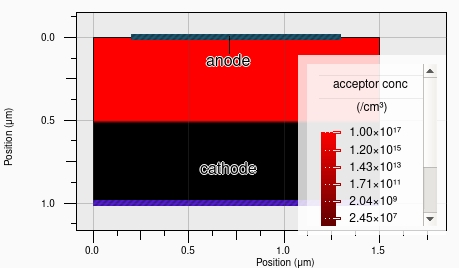 0.0
anode
acceptor conc
(/cm³)
1.00×10¹⁷
0.5
1.20×10¹⁵
1.43×10¹³
cathode
1.71×10¹¹
2.04×10⁹
1.0
2.45×10⁷
Position (µm)
0.0
0.5
1.0
1.5
Position (µm)